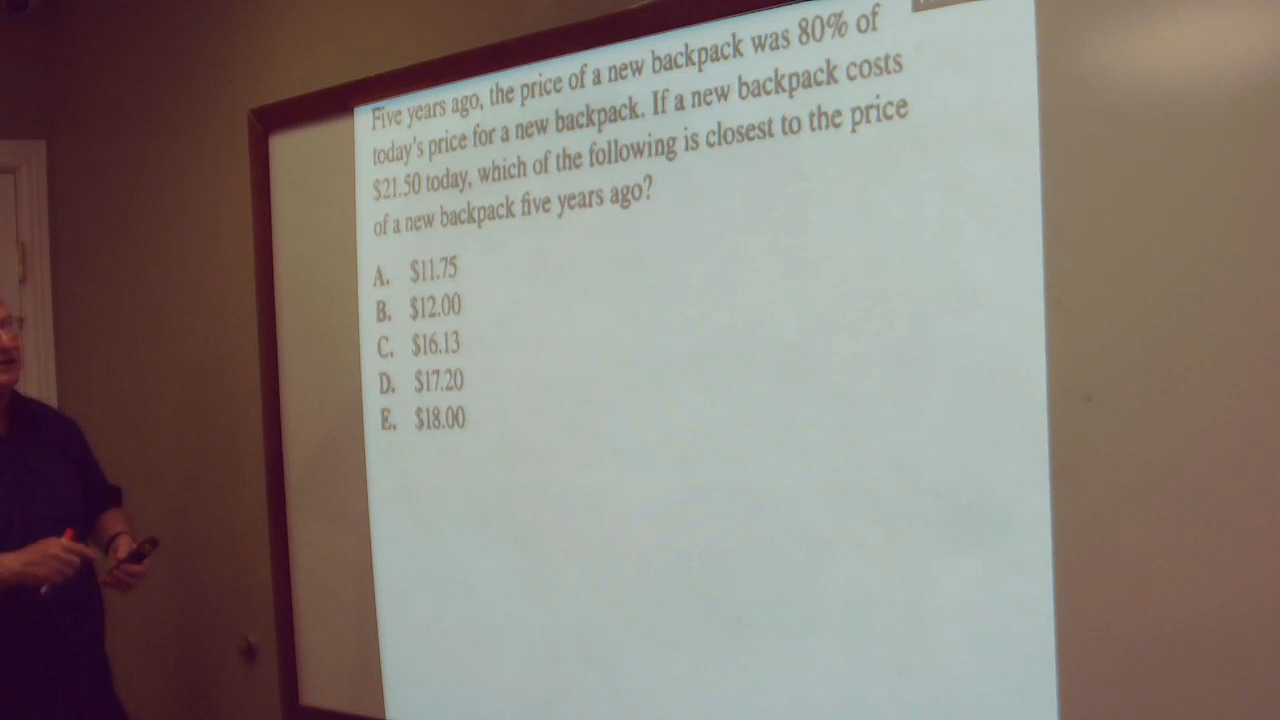 Five years ago, the price of a new backpack was 80% of
today's price for a new backpack. If a new backpack costs
$21.50 today, which of the following is closest to the price
of a new backpack five years ago?
A. $11.75
B. $12.00
C. $16.13
D. $17.20
E. $18.00